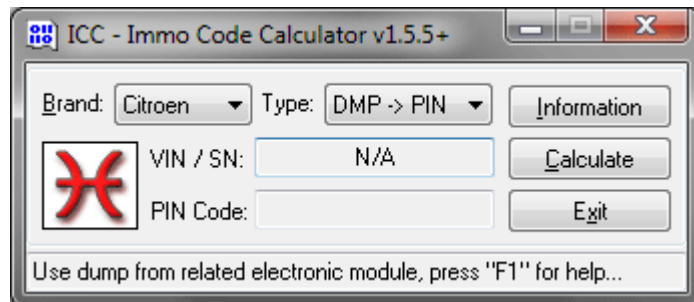 ICC - Immo Code Calculator v1.5.5+
Brand: Citroen Type: DMP -> PIN Information
VIN / SN: N/A Calculate
PIN Code: Exit
Use dump from related electronic module, press "F1" for help...